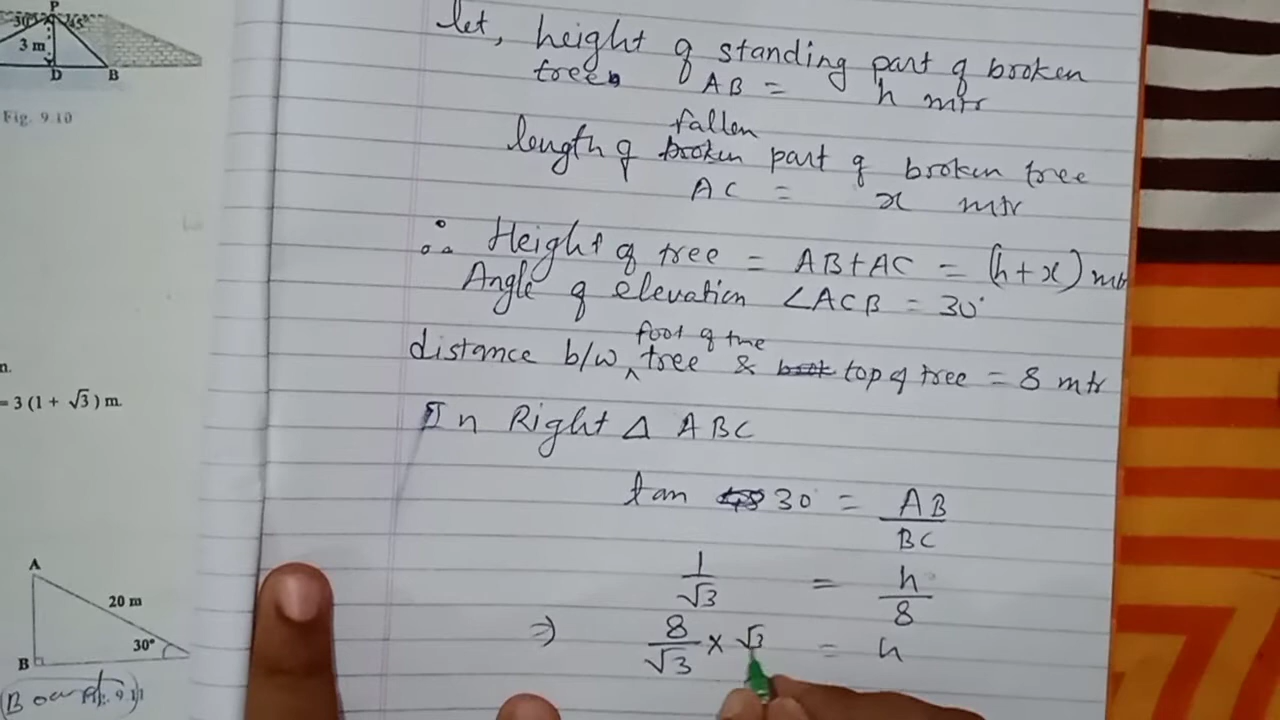 P
30° 45°
3 m
D B
Fig. 9.10
n.
= 3 (1 + √3) m.
A
20 m
30°
B
let, height of standing part of broken
tree AB = h mtr
fallen
length of broken part of broken tree
AC = x mtr
∴ Height of tree = AB+AC = (h+x) mtr
Angle of elevation ∠ACB = 30°
foot of the
distance b/w ^ tree & top of tree = 8 mtr
In Right Δ ABC
tan 30 = AB/BC
1/√3 = h/8
⇒ 8/√3 × √3 = h